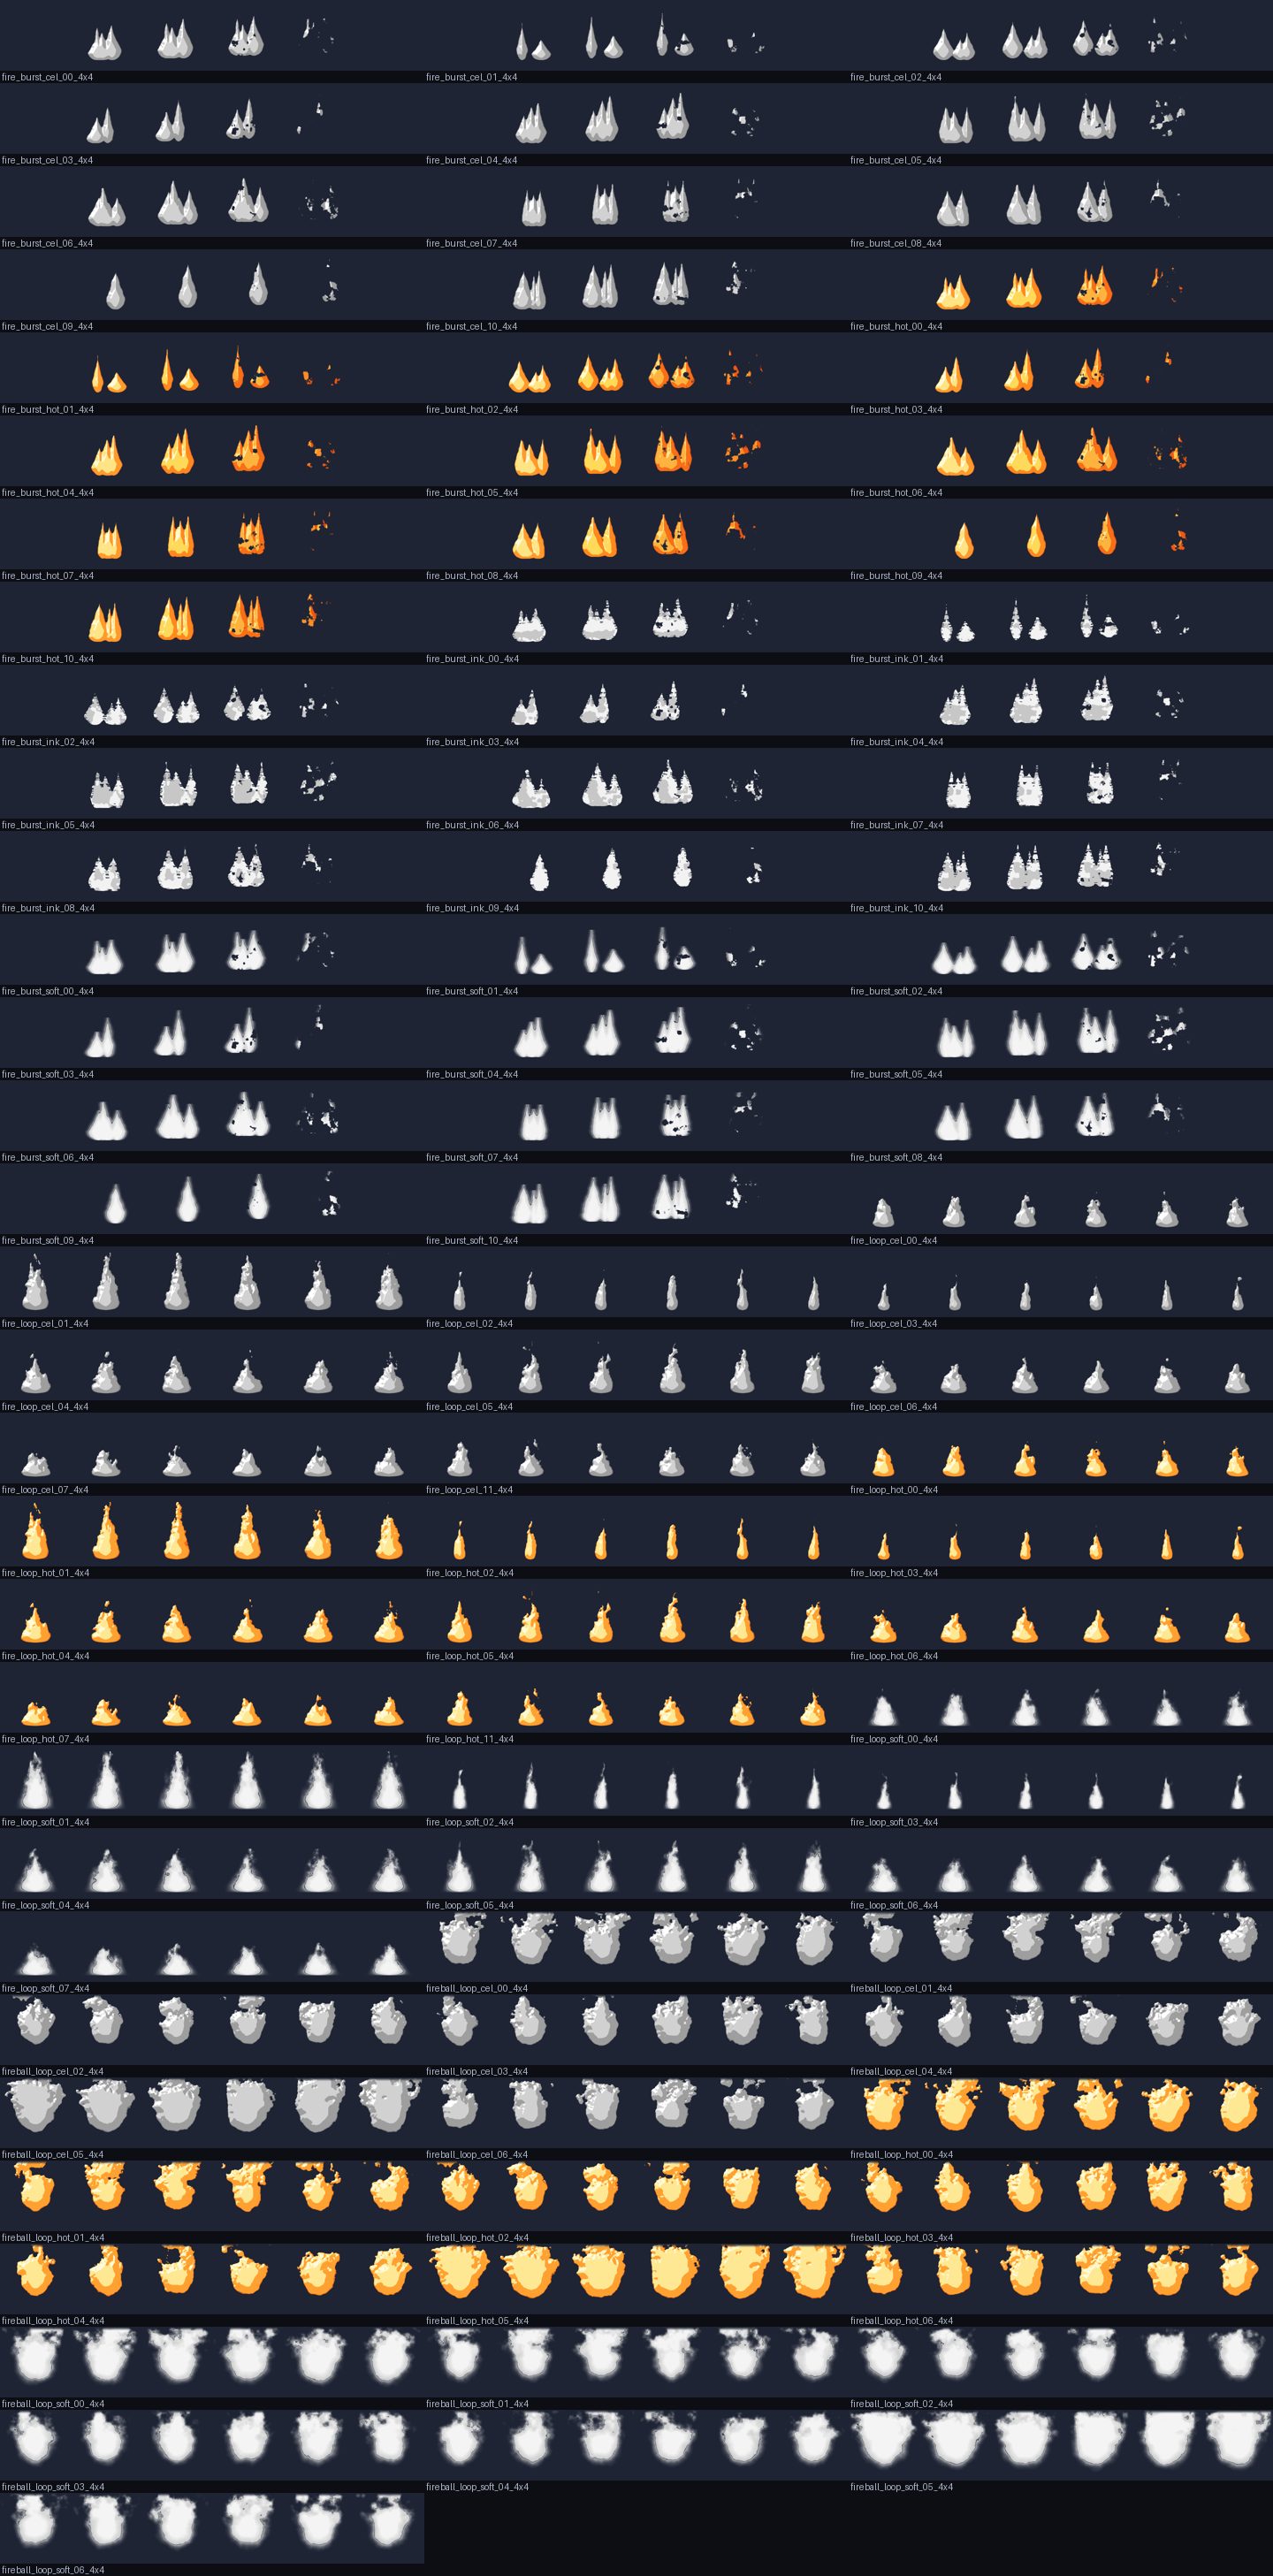 fire_burst_cel_00_4x4 fire_burst_cel_01_4x4 fire_burst_cel_02_4x4
fire_burst_cel_03_4x4 fire_burst_cel_04_4x4 fire_burst_cel_05_4x4
fire_burst_cel_06_4x4 fire_burst_cel_07_4x4 fire_burst_cel_08_4x4
fire_burst_cel_09_4x4 fire_burst_cel_10_4x4 fire_burst_hot_00_4x4
fire_burst_hot_01_4x4 fire_burst_hot_02_4x4 fire_burst_hot_03_4x4
fire_burst_hot_04_4x4 fire_burst_hot_05_4x4 fire_burst_hot_06_4x4
fire_burst_hot_07_4x4 fire_burst_hot_08_4x4 fire_burst_hot_09_4x4
fire_burst_hot_10_4x4 fire_burst_ink_00_4x4 fire_burst_ink_01_4x4
fire_burst_ink_02_4x4 fire_burst_ink_03_4x4 fire_burst_ink_04_4x4
fire_burst_ink_05_4x4 fire_burst_ink_06_4x4 fire_burst_ink_07_4x4
fire_burst_ink_08_4x4 fire_burst_ink_09_4x4 fire_burst_ink_10_4x4
fire_burst_soft_00_4x4 fire_burst_soft_01_4x4 fire_burst_soft_02_4x4
fire_burst_soft_03_4x4 fire_burst_soft_04_4x4 fire_burst_soft_05_4x4
fire_burst_soft_06_4x4 fire_burst_soft_07_4x4 fire_burst_soft_08_4x4
fire_burst_soft_09_4x4 fire_burst_soft_10_4x4 fire_loop_cel_00_4x4
fire_loop_cel_01_4x4 fire_loop_cel_02_4x4 fire_loop_cel_03_4x4
fire_loop_cel_04_4x4 fire_loop_cel_05_4x4 fire_loop_cel_06_4x4
fire_loop_cel_07_4x4 fire_loop_cel_11_4x4 fire_loop_hot_00_4x4
fire_loop_hot_01_4x4 fire_loop_hot_02_4x4 fire_loop_hot_03_4x4
fire_loop_hot_04_4x4 fire_loop_hot_05_4x4 fire_loop_hot_06_4x4
fire_loop_hot_07_4x4 fire_loop_hot_11_4x4 fire_loop_soft_00_4x4
fire_loop_soft_01_4x4 fire_loop_soft_02_4x4 fire_loop_soft_03_4x4
fire_loop_soft_04_4x4 fire_loop_soft_05_4x4 fire_loop_soft_06_4x4
fire_loop_soft_07_4x4 fireball_loop_cel_00_4x4 fireball_loop_cel_01_4x4
fireball_loop_cel_02_4x4 fireball_loop_cel_03_4x4 fireball_loop_cel_04_4x4
fireball_loop_cel_05_4x4 fireball_loop_cel_06_4x4 fireball_loop_hot_00_4x4
fireball_loop_hot_01_4x4 fireball_loop_hot_02_4x4 fireball_loop_hot_03_4x4
fireball_loop_hot_04_4x4 fireball_loop_hot_05_4x4 fireball_loop_hot_06_4x4
fireball_loop_soft_00_4x4 fireball_loop_soft_01_4x4 fireball_loop_soft_02_4x4
fireball_loop_soft_03_4x4 fireball_loop_soft_04_4x4 fireball_loop_soft_05_4x4
fireball_loop_soft_06_4x4